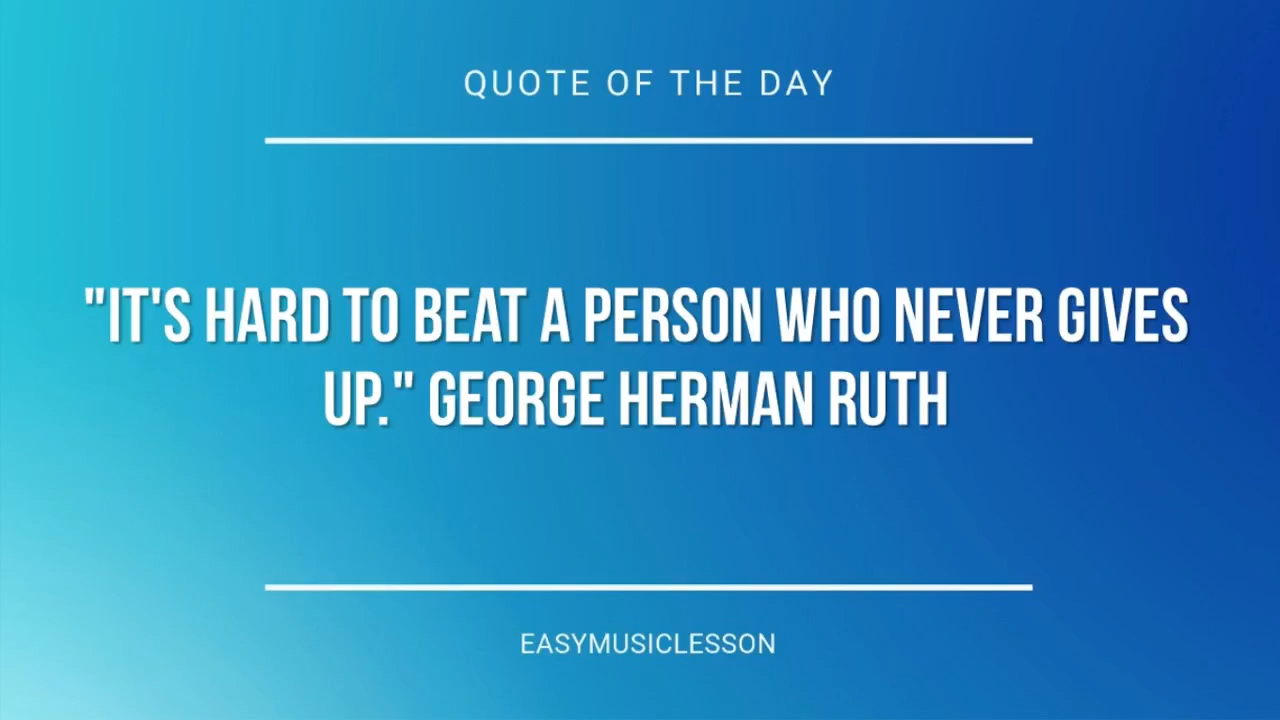 QUOTE OF THE DAY
"IT'S HARD TO BEAT A PERSON WHO NEVER GIVES
UP." GEORGE HERMAN RUTH
EASYMUSICLESSON